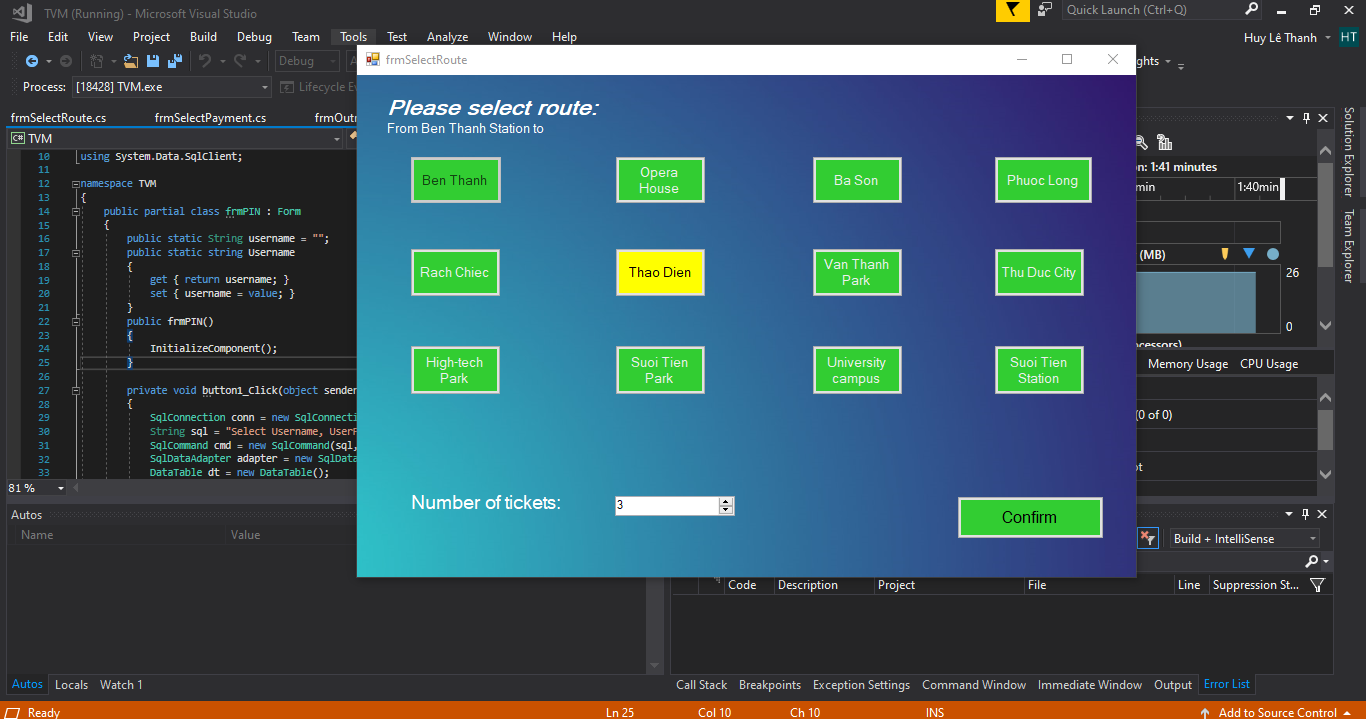 TVM (Running) - Microsoft Visual Studio
Quick Launch (Ctrl+Q)
File Edit View Project Build Debug Team Tools Test Analyze Window Help
Huy Lê Thanh HT
Debug
Process: [18428] TVM.exe
Lifecycle
frmSelectRoute.cs frmSelectPayment.cs
TVM
10 using System.Data.SqlClient;
11
12 namespace TVM
13 {
14 public partial class frmPIN : Form
15 {
16 public static String username = "";
17 public static string Username
18 {
19 get { return username; }
20 set { username = value; }
21 }
22 public frmPIN()
23 {
24 InitializeComponent();
25 }
26
27 private void button1_Click(object sender
28 {
29 SqlConnection conn = new SqlConnecti
30 String sql = "Select Username, UserF
31 SqlCommand cmd = new SqlCommand(sql,
32 SqlDataAdapter adapter = new SqlData
33 DataTable dt = new DataTable();
81 %
frmSelectRoute
Please select route:
From Ben Thanh Station to
Ben Thanh
Opera
House
Ba Son
Phuoc Long
Rach Chiec
Thao Dien
Van Thanh
Park
Thu Duc City
High-tech
Park
Suoi Tien
Park
University
campus
Suoi Tien
Station
Number of tickets: 3
Confirm
ghts
on: 1:41 minutes
min 1:40min
(MB)
26
0
ocessors)
Memory Usage CPU Usage
(0 of 0)
ot
Solution Explorer
Team Explorer
Autos
Name Value
Autos Locals Watch 1
Build + IntelliSense
Code Description Project File Line Suppression St...
Call Stack Breakpoints Exception Settings Command Window Immediate Window Output Error List
Ready Ln 25 Col 10 Ch 10 INS Add to Source Control